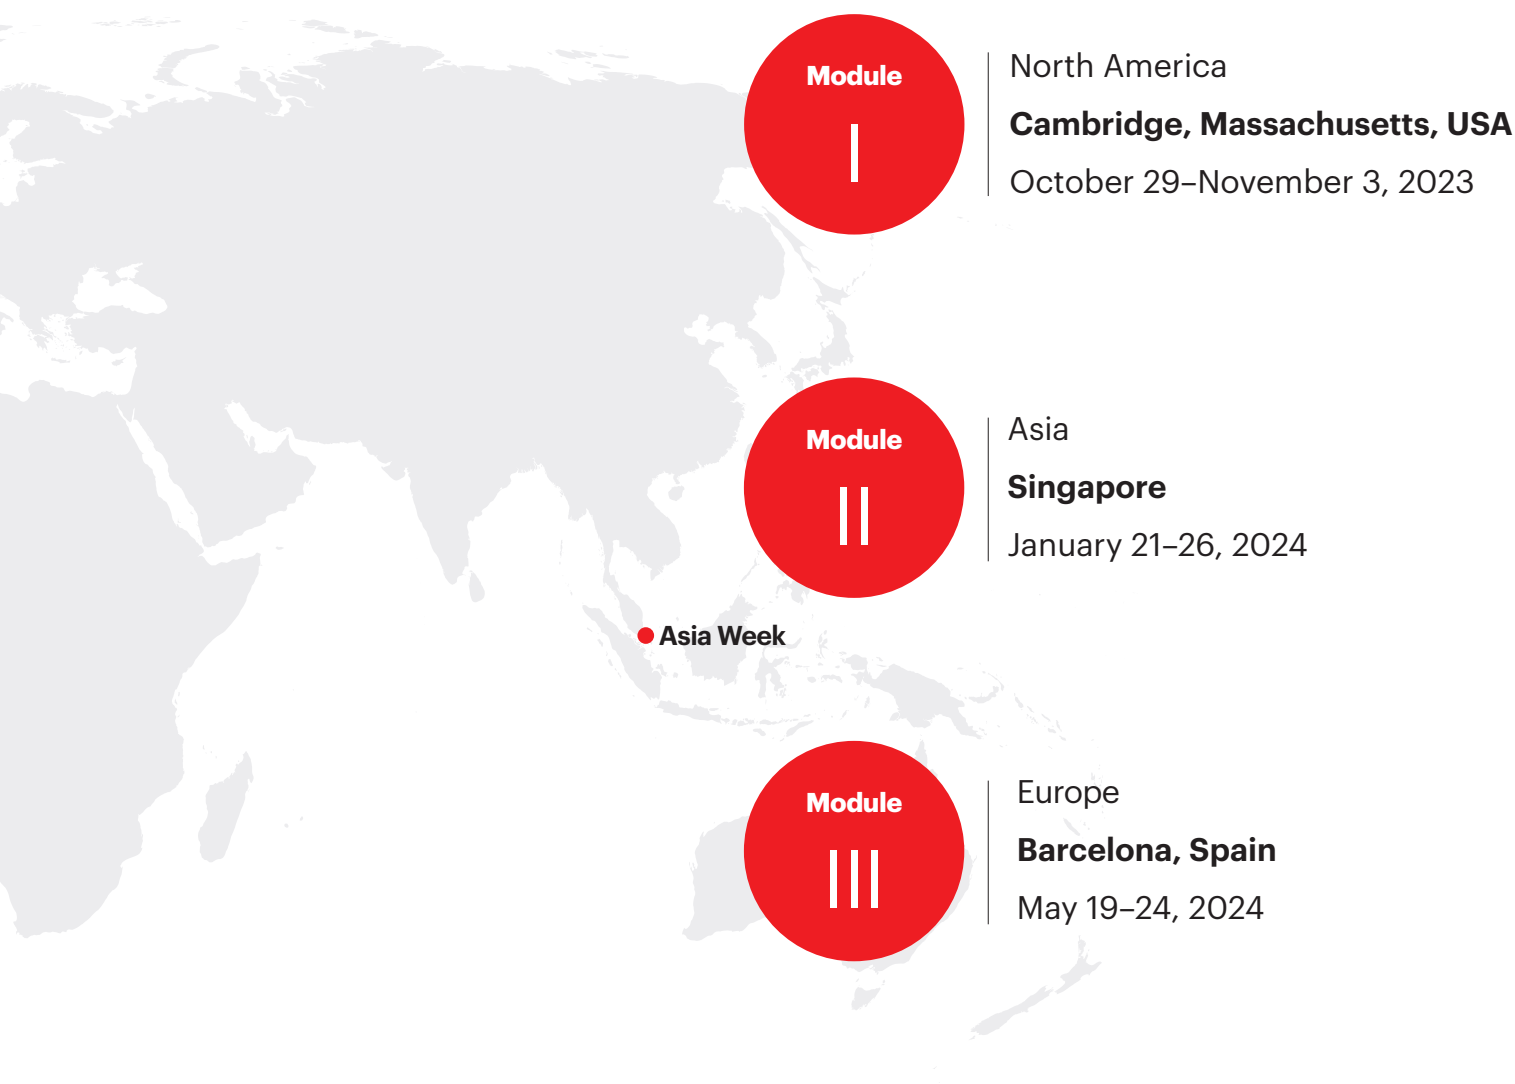 Module
I
North America
Cambridge, Massachusetts, USA
October 29–November 3, 2023
Module
II
Asia
Singapore
January 21–26, 2024
Asia Week
Module
III
Europe
Barcelona, Spain
May 19–24, 2024